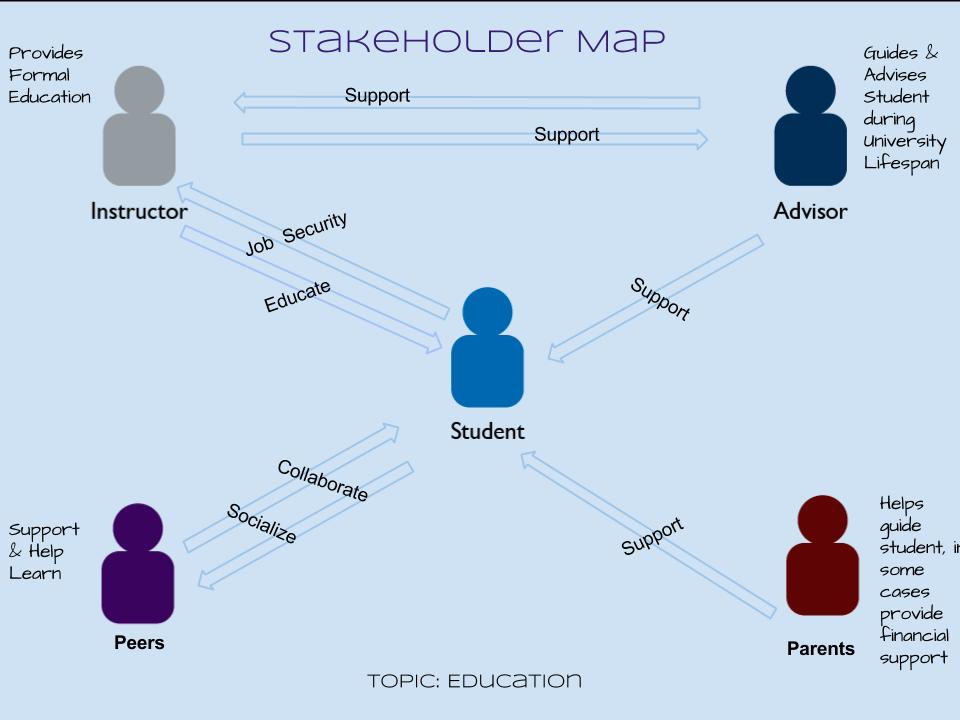 Stakeholder Map
Provides
Formal
Education
Guides &
Advises
Student
during
University
Lifespan
Support
Support
Instructor
Advisor
Job Security
Educate
Support
Student
Collaborate
Socialize
Support
Support
& Help
Learn
Peers
Helps
guide
student, in
some
cases
provide
financial
support
Parents
Topic: Education